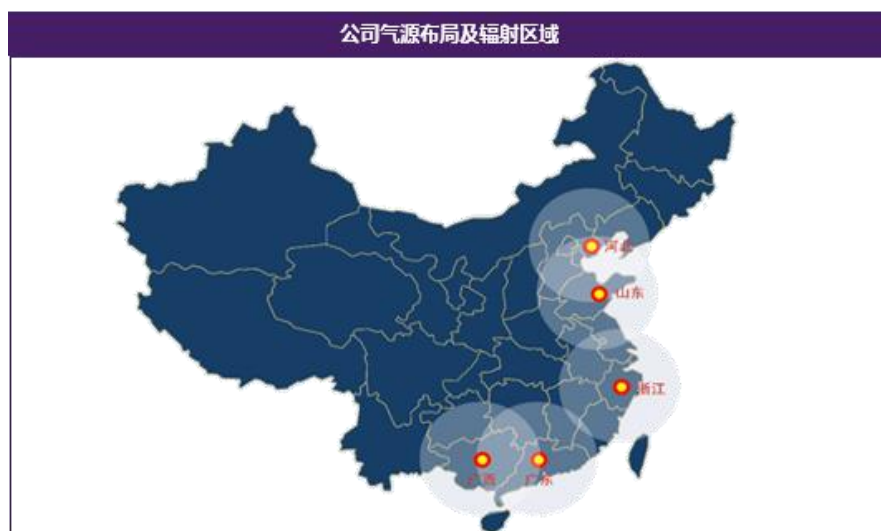 公司气源布局及辐射区域
河北
山东
浙江
广西
广东